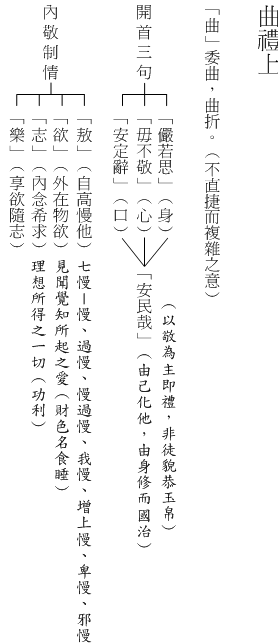 曲禮上
「曲」委曲，曲折。（不直捷而複雜之意）
開首三句
「儼若思」（身）
「毋不敬」（心）
「安定辭」（口）
「安民哉」（由己化他，由身修而國治）
（以敬為主即禮，非徒貌恭玉帛）
內敬制情
「敖」（自高慢他）七慢－慢、過慢、慢過慢、我慢、增上慢、卑慢、邪慢
「欲」（外在物欲）見聞覺知所起之愛（財色名食睡）
「志」（內念希求）理想所得之一切（功利）
「樂」（享欲隨志）